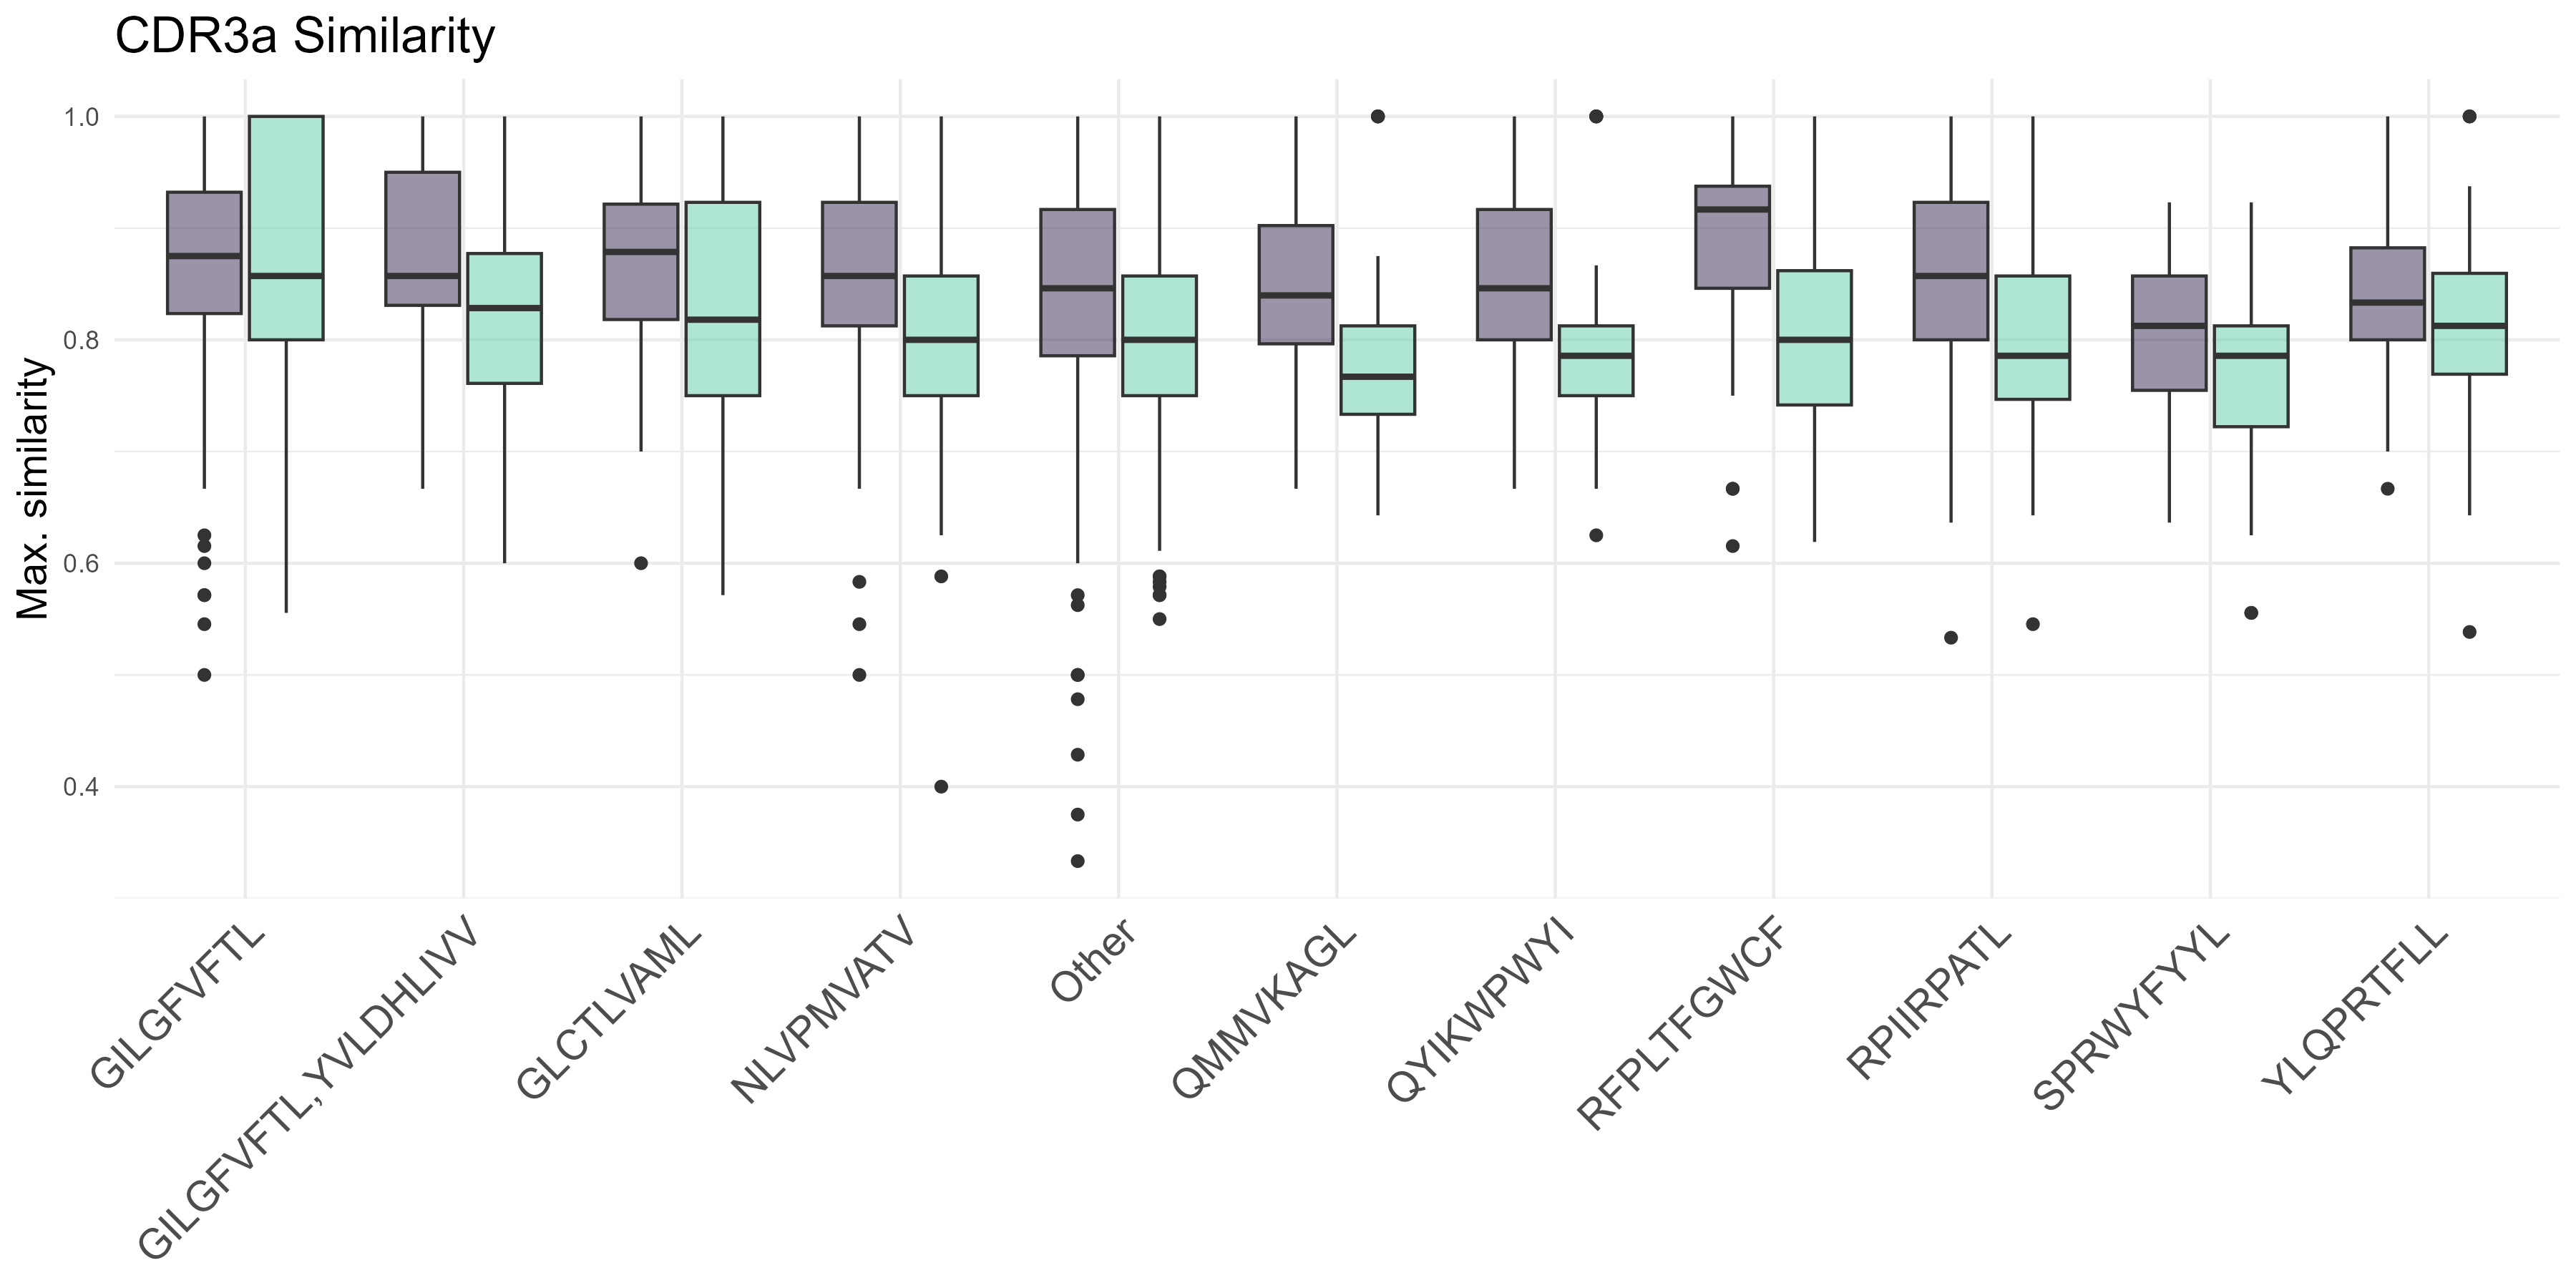 CDR3a Similarity
Max. similarity
1.0
0.8
0.6
0.4
GILGFVFTL
GILGFVFTL, YVLDHLIVV
GLCTLVAML
NLVPMVATV
Other
QMMVKAGL
QYIKWPWYI
RFPLTFGWCF
RPIIRPATL
SPRWYFYYL
YLQPRTFLL